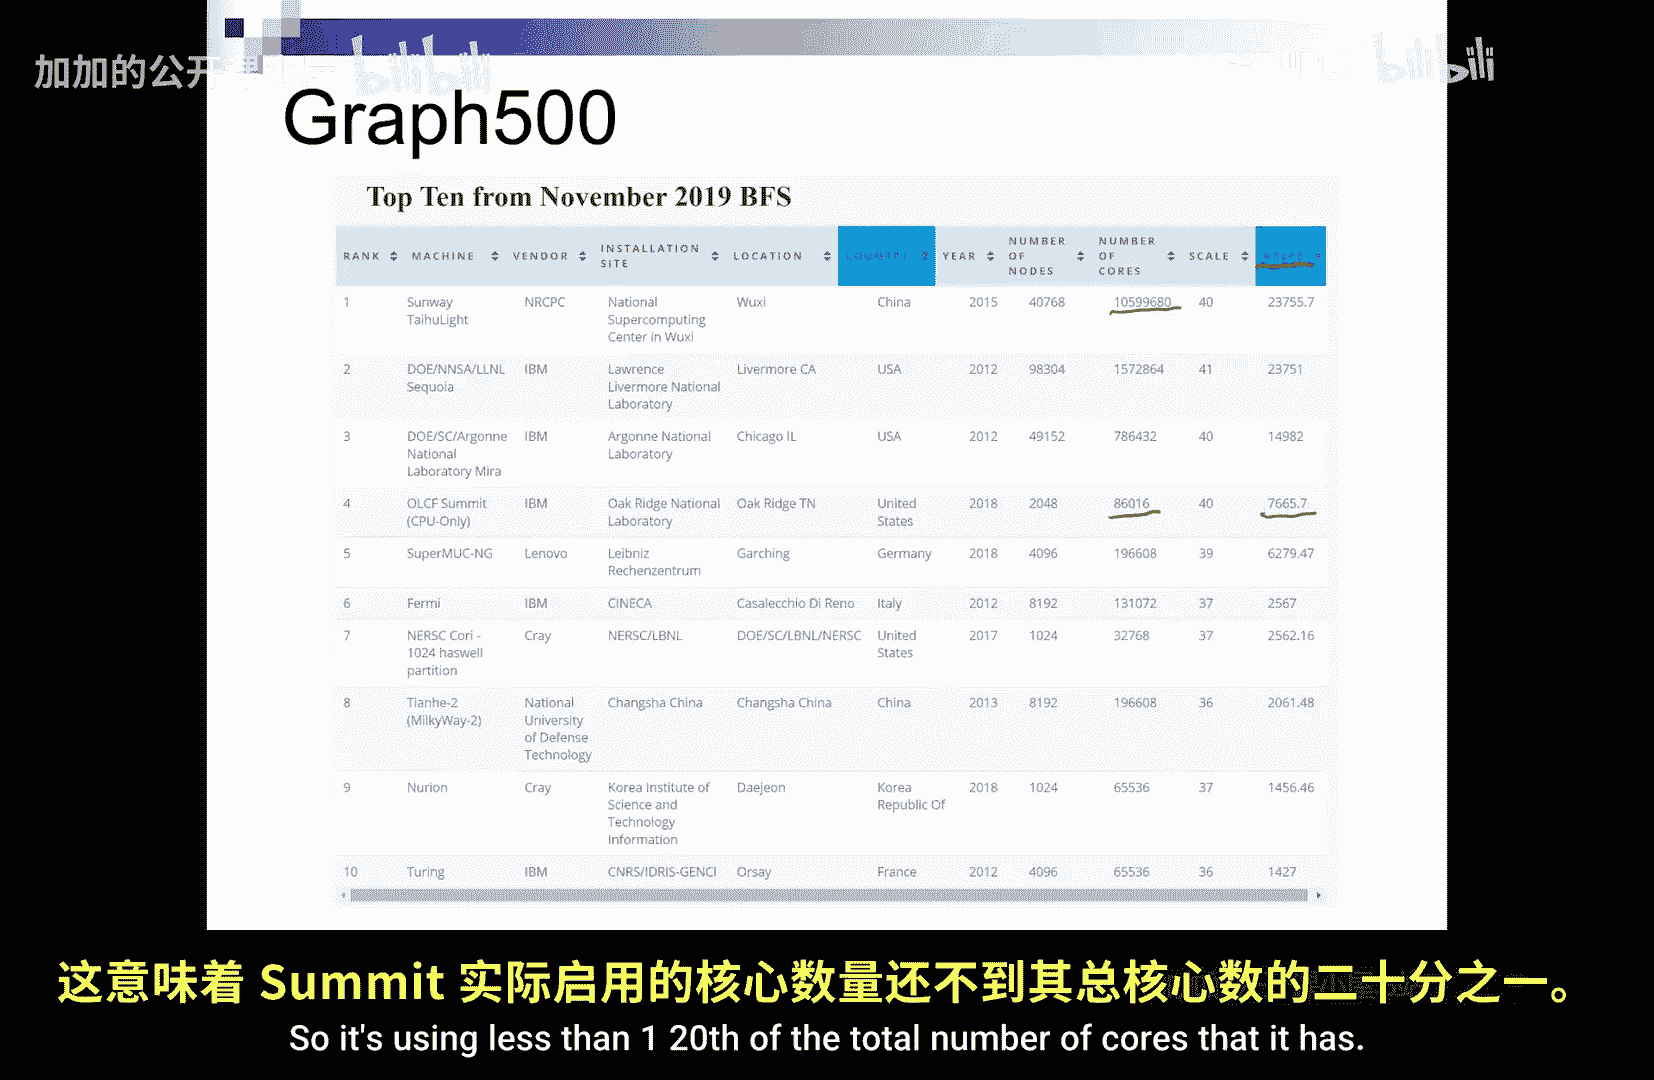 加加的公开
bilibili
bilibili
Graph500
Top Ten from November 2019 BFS
RANK MACHINE VENDOR INSTALLATION SITE LOCATION COUNTRY YEAR NUMBER OF NODES NUMBER OF CORES SCALE GTEPS
1 Sunway TaihuLight NRCPC National Supercomputing Center in Wuxi Wuxi China 2015 40768 10599680 40 23755.7
2 DOE/NNSA/LLNL Sequoia IBM Lawrence Livermore National Laboratory Livermore CA USA 2012 98304 1572864 41 23751
3 DOE/SC/Argonne National Laboratory Mira IBM Argonne National Laboratory Chicago IL USA 2012 49152 786432 40 14982
4 OLCF Summit (CPU-Only) IBM Oak Ridge National Laboratory Oak Ridge TN United States 2018 2048 86016 40 7665.7
5 SuperMUC-NG Lenovo Leibniz Rechenzentrum Garching Germany 2018 4096 196608 39 6279.47
6 Fermi IBM CINECA Casalecchio Di Reno Italy 2012 8192 131072 37 2567
7 NERSC Cori - 1024 haswell partition Cray NERSC/LBNL DOE/SC/LBNL/NERSC United States 2017 1024 32768 37 2562.16
8 Tianhe-2 (MilkyWay-2) National University of Defense Technology Changsha China Changsha China China 2013 8192 196608 36 2061.48
9 Nurion Cray Korea Institute of Science and Technology Information Daejeon Korea Republic Of 2018 1024 65536 37 1456.46
10 Turing IBM CNRS/IDRIS-GENCI Orsay France 2012 4096 65536 36 1427
这意味着 Summit 实际启用的核心数量还不到其总核心数的二十分之一。
So it's using less than 1 20th of the total number of cores that it has.